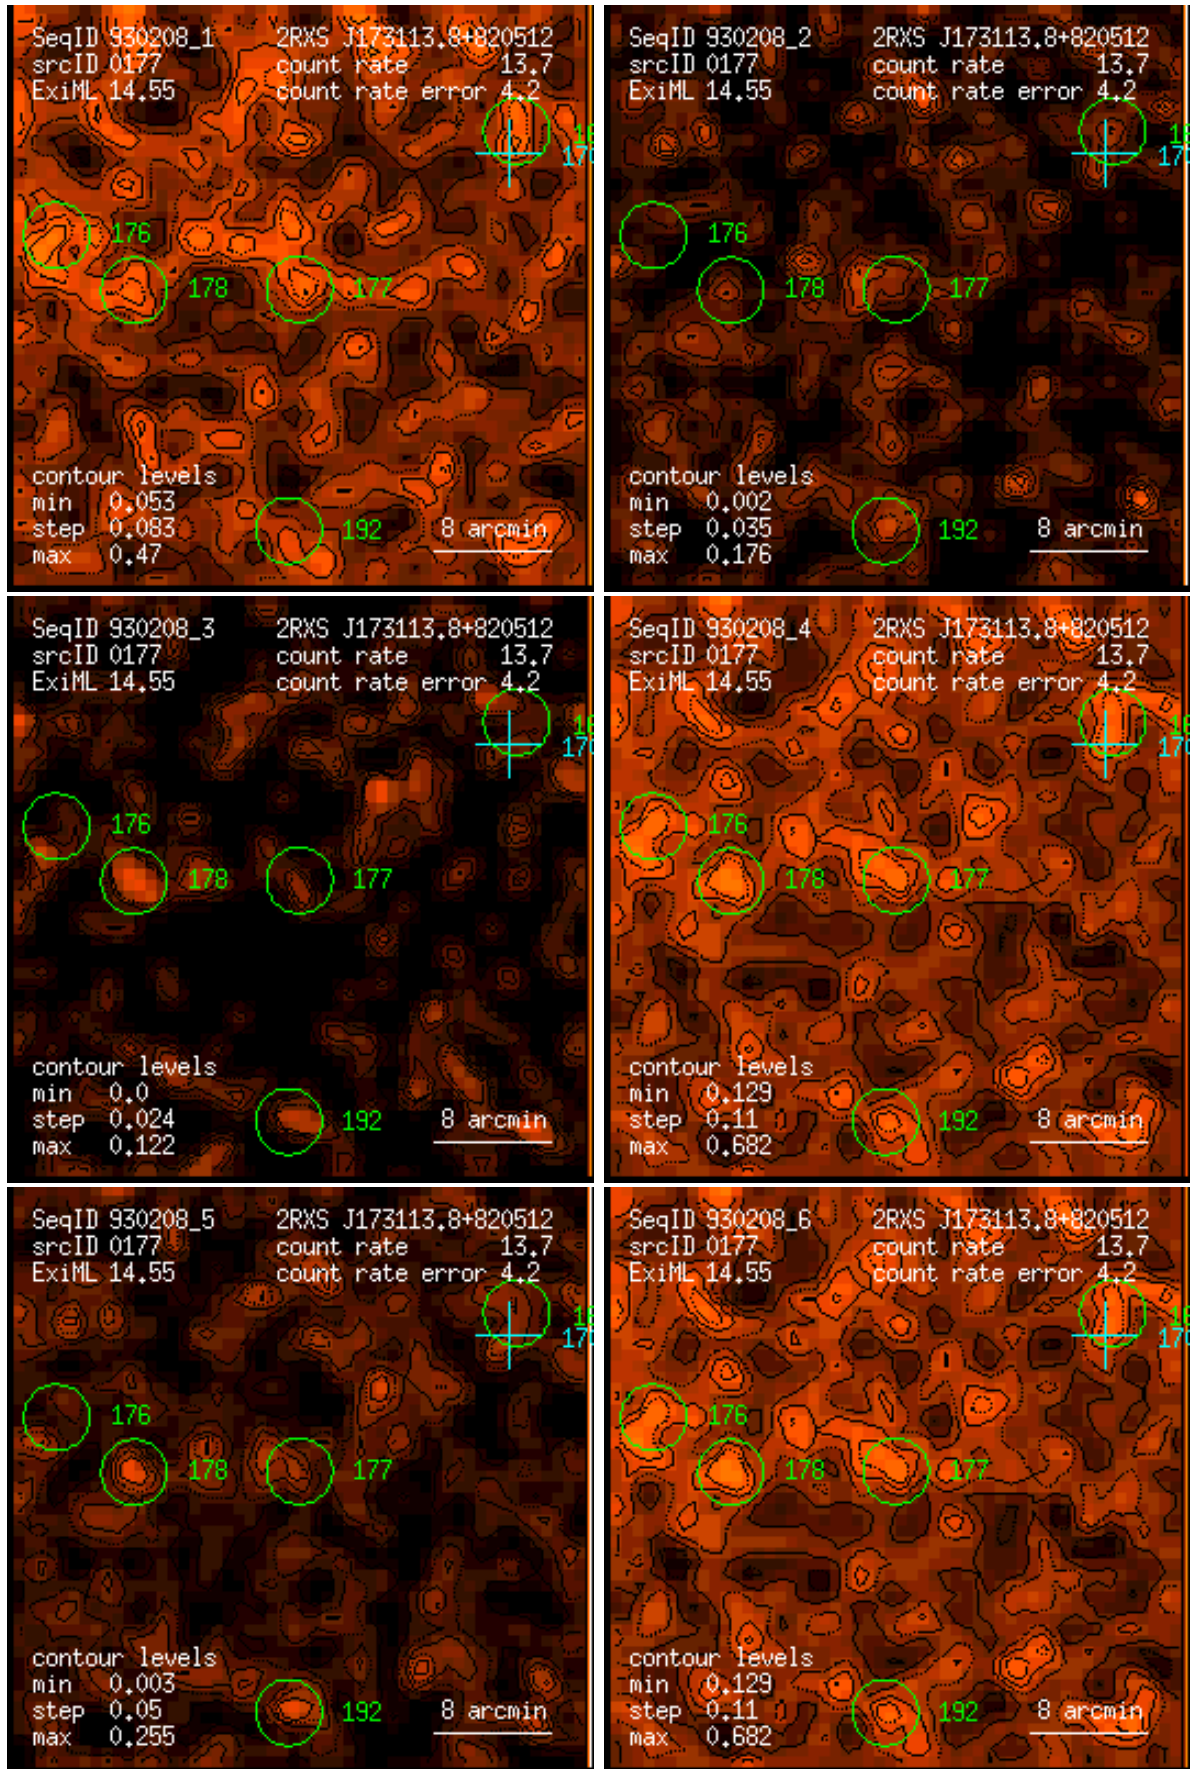 SeqID 930208_1 2RXS J173113.8+820512
srcID 0177 count rate 13.7
ExiML 14.55 count rate error 4.2
176
178
177
contour levels
min 0.053
step 0.083 192 8 arcmin
max 0.47
SeqID 930208_2 2RXS J173113.8+820512
srcID 0177 count rate 13.7
ExiML 14.55 count rate error 4.2
176
178
177
contour levels
min 0.002
step 0.035 192 8 arcmin
max 0.176
SeqID 930208_3 2RXS J173113.8+820512
srcID 0177 count rate 13.7
ExiML 14.55 count rate error 4.2
176
178
177
contour levels
min 0.0
step 0.024 192 8 arcmin
max 0.122
SeqID 930208_4 2RXS J173113.8+820512
srcID 0177 count rate 13.7
ExiML 14.55 count rate error 4.2
176
178
177
contour levels
min 0.129
step 0.11 192 8 arcmin
max 0.682
SeqID 930208_5 2RXS J173113.8+820512
srcID 0177 count rate 13.7
ExiML 14.55 count rate error 4.2
176
178
177
contour levels
min 0.003
step 0.05 192 8 arcmin
max 0.255
SeqID 930208_6 2RXS J173113.8+820512
srcID 0177 count rate 13.7
ExiML 14.55 count rate error 4.2
176
178
177
contour levels
min 0.129
step 0.11 192 8 arcmin
max 0.682